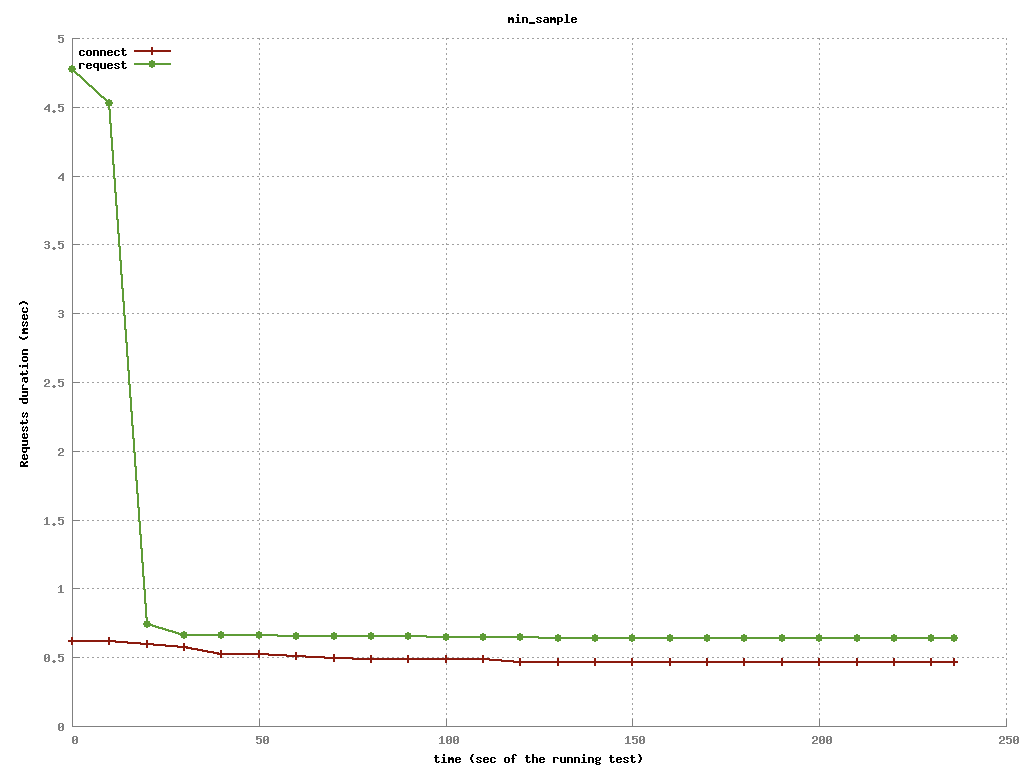 min_sample
connect
request
5
4.5
4
3.5
3
2.5
2
1.5
1
0.5
0
Requests duration (msec)
0 50 100 150 200 250
time (sec of the running test)